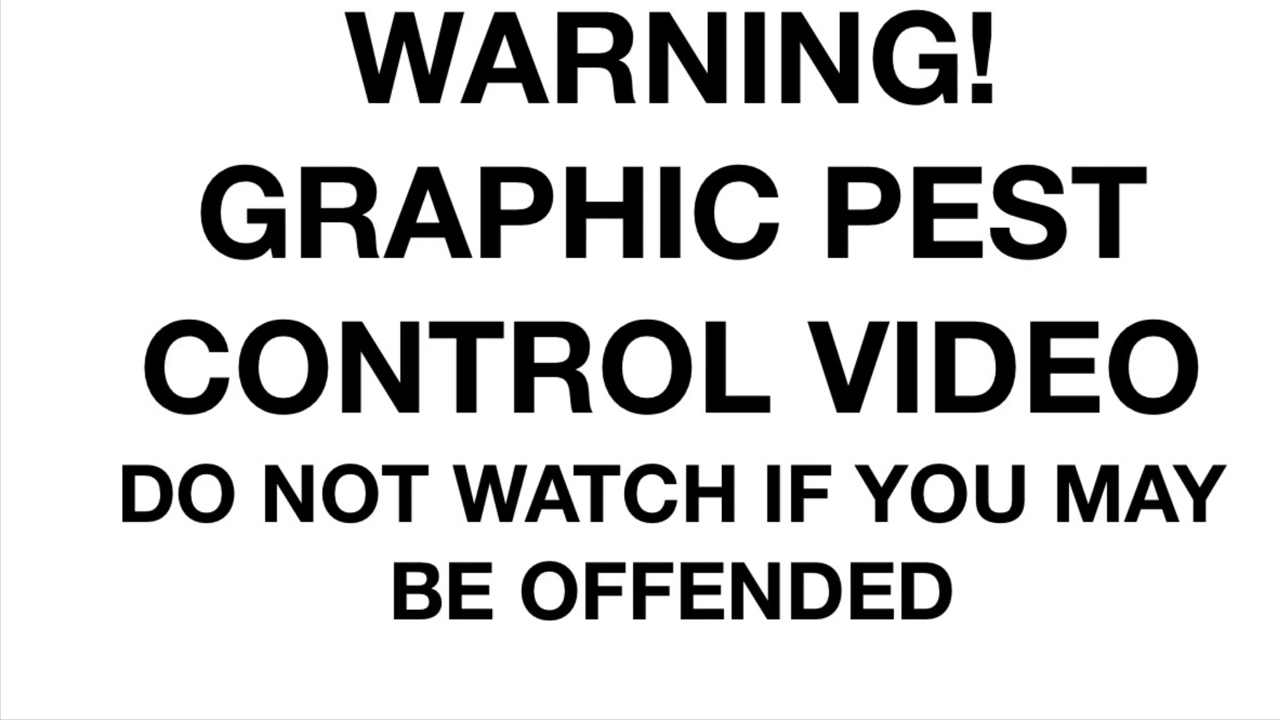 WARNING!
GRAPHIC PEST
CONTROL VIDEO
DO NOT WATCH IF YOU MAY
BE OFFENDED